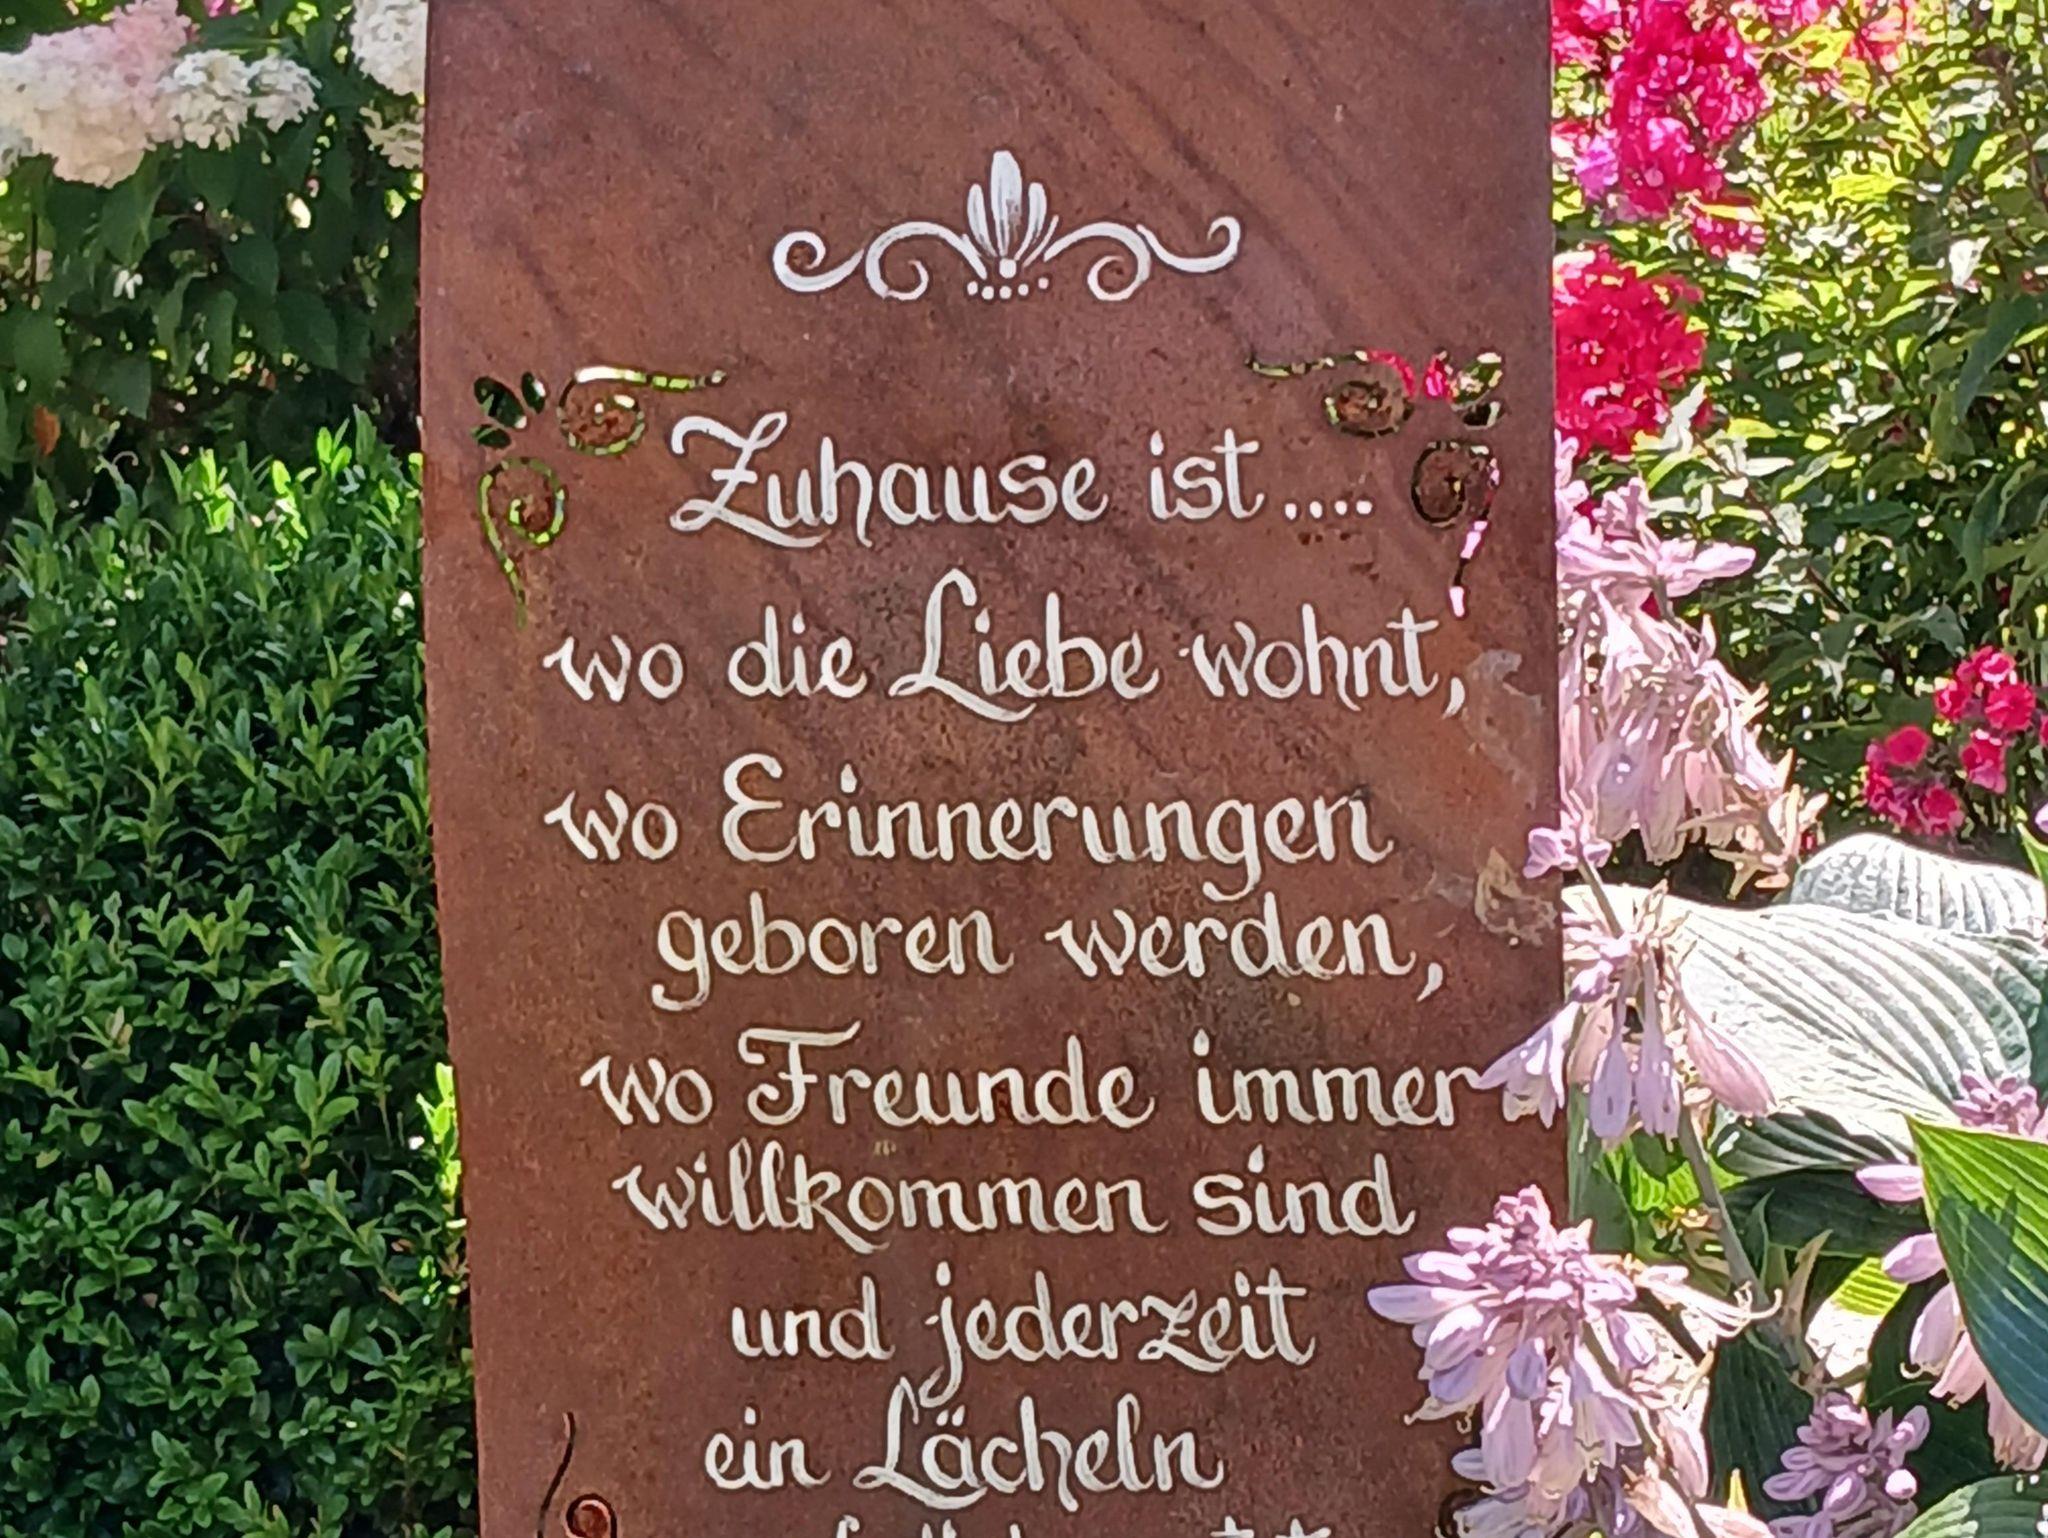 Zuhause ist ....
wo die Liebe wohnt,
wo Erinnerungen
geboren werden,
wo Freunde immer
willkommen sind
und jederzeit
ein Lächeln